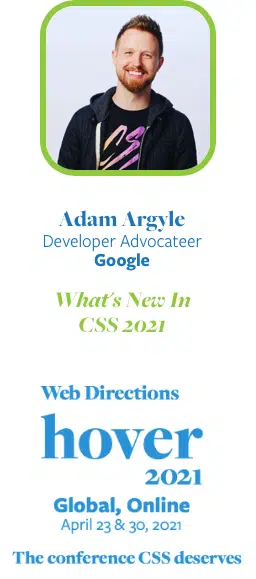 Adam Argyle
Developer Advocateer
Google
What's New In
CSS 2021
Web Directions
hover
2021
Global, Online
April 23 & 30, 2021
The conference CSS deserves